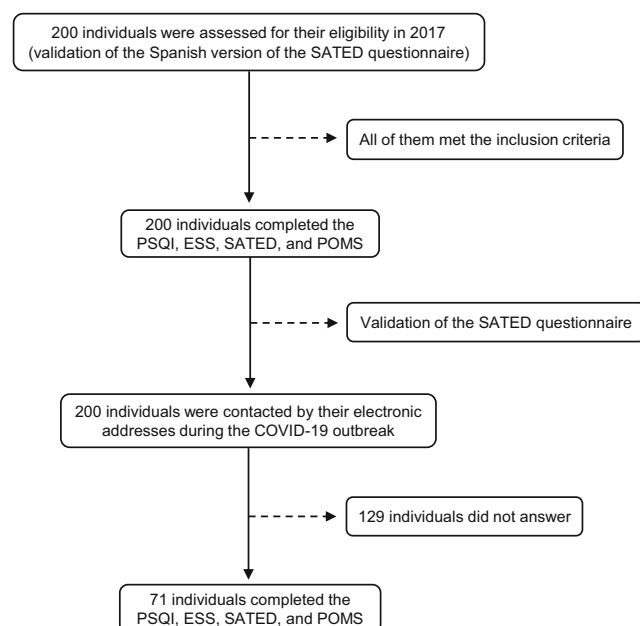 200 individuals were assessed for their eligibility in 2017
(validation of the Spanish version of the SATED questionnaire)
All of them met the inclusion criteria
200 individuals completed the
PSQI, ESS, SATED, and POMS
Validation of the SATED questionnaire
200 individuals were contacted by their electronic
addresses during the COVID-19 outbreak
129 individuals did not answer
71 individuals completed the
PSQI, ESS, SATED, and POMS